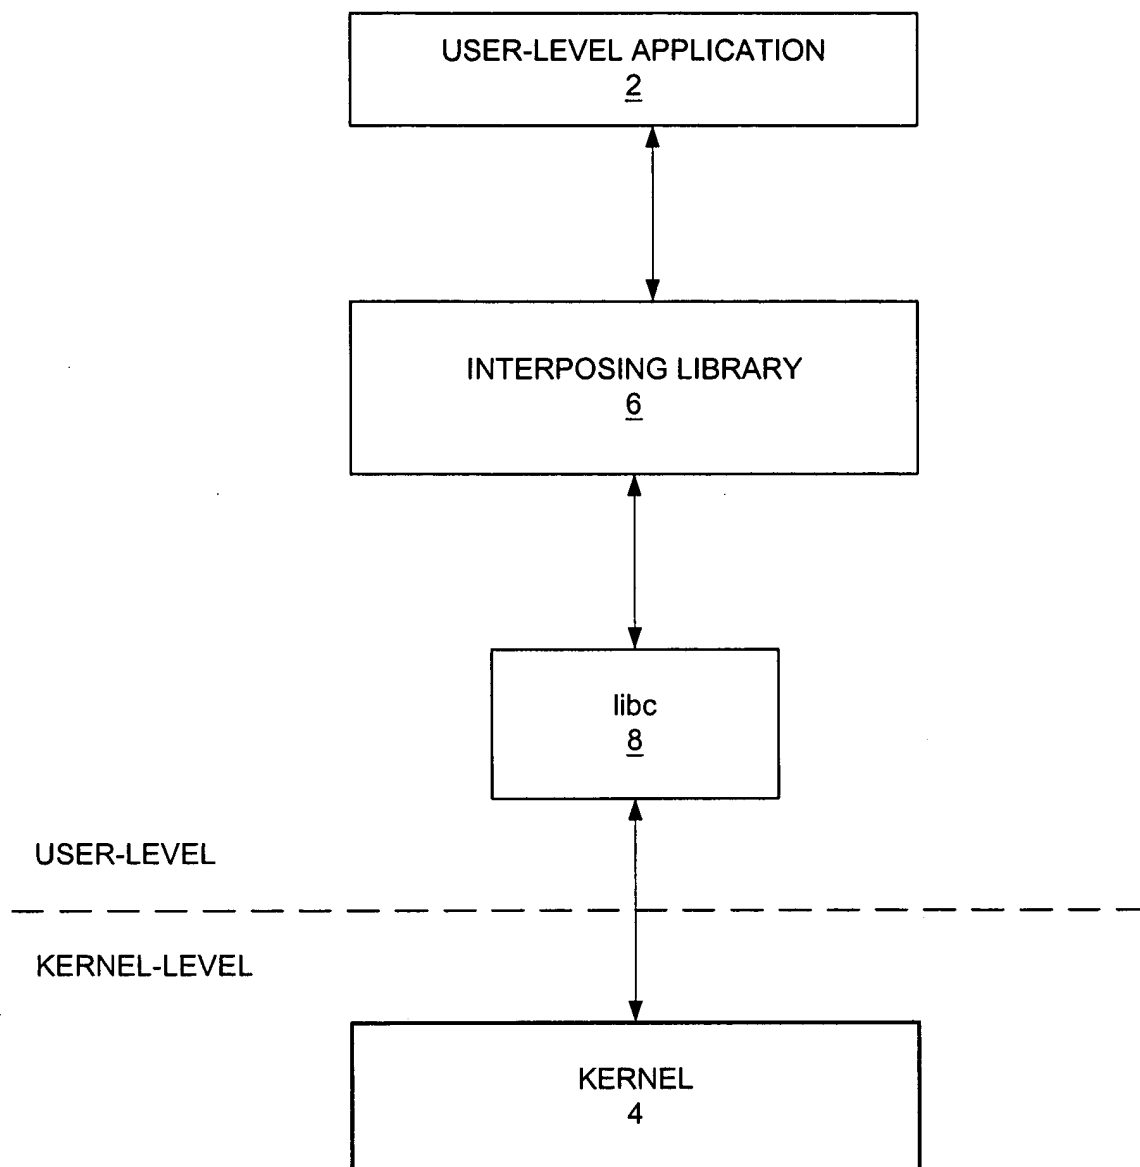 USER-LEVEL APPLICATION
2
INTERPOSING LIBRARY
6
libc
8
USER-LEVEL
KERNEL-LEVEL
KERNEL
4